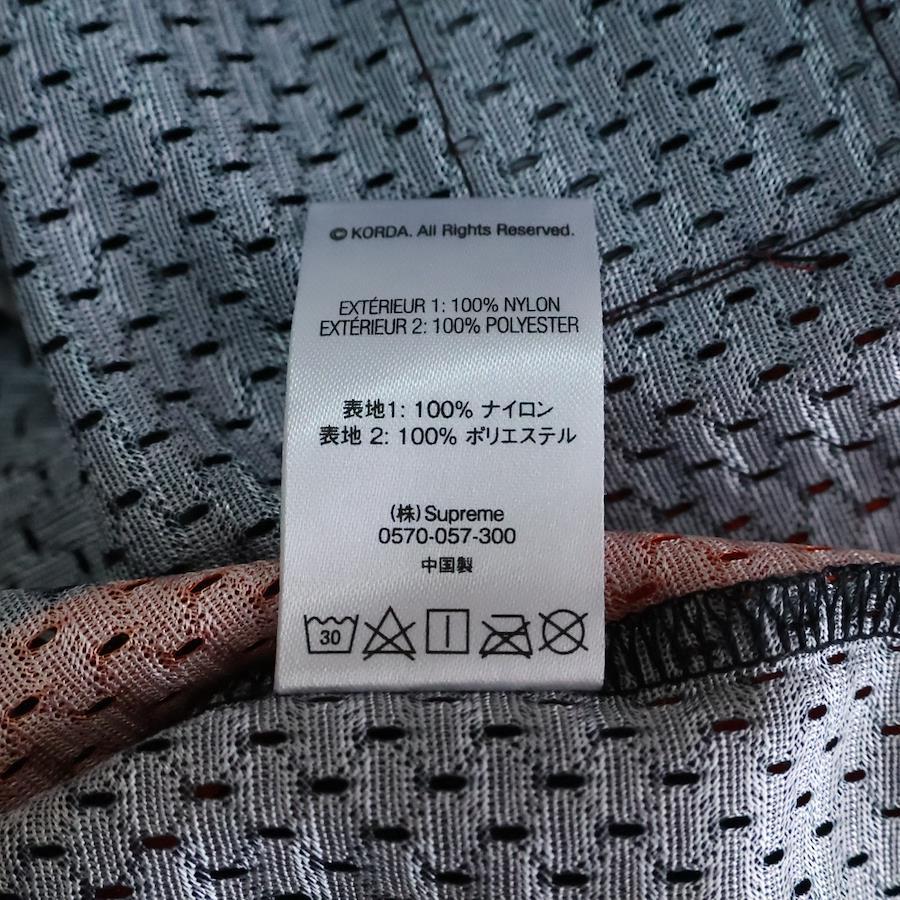 © KORDA. All Rights Reserved.
EXTÉRIEUR 1: 100% NYLON
EXTÉRIEUR 2: 100% POLYESTER
表地1: 100% ナイロン
表地 2: 100% ポリエステル
(株) Supreme
0570-057-300
中国製
30